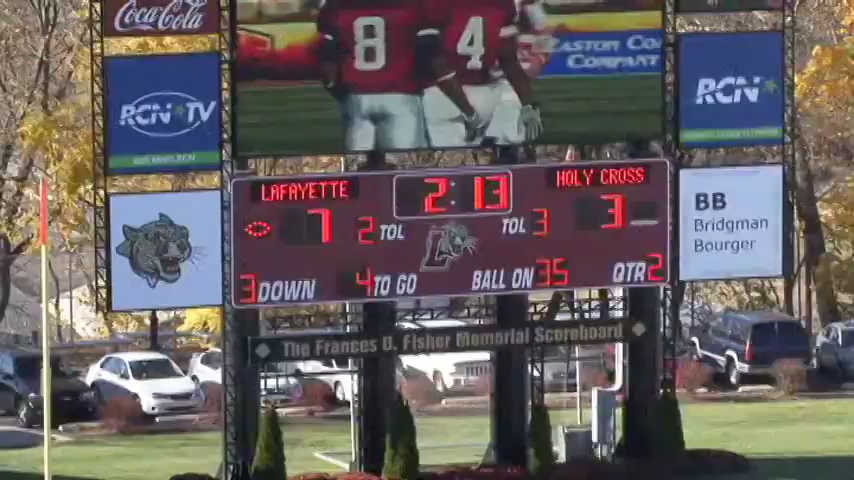 Coca-Cola
8
4
EASTON CO
COMPANY
RCN TV
RCN
LAFAYETTE
2:13
HOLY CROSS
7
2 TOL
TOL 3
3
L
3 DOWN
4 TO GO
BALL ON 35
QTR 2
BB
Bridgman
Bourger
The Frances D. Fisher Memorial Scoreboard